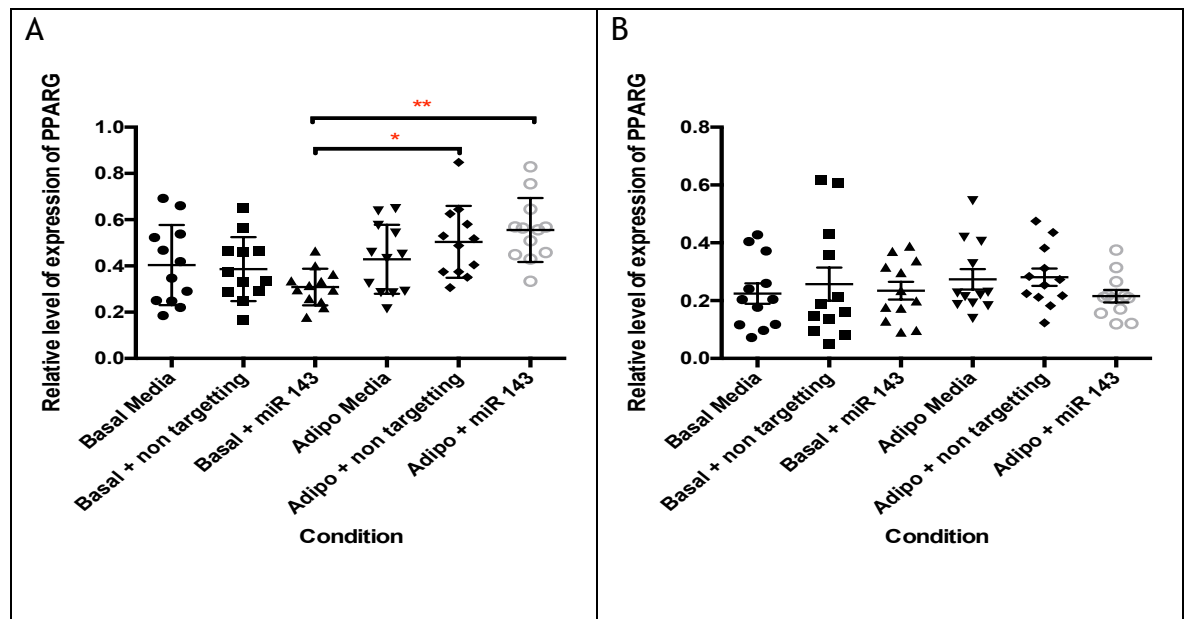 A
Relative level of expression of PPARG
1.0
0.8
0.6
0.4
0.2
0.0
**
*
Basal Media
Basal + non targetting
Basal + miR 143
Adipo Media
Adipo + non targetting
Adipo + miR 143
Condition
B
Relative level of expression of PPARG
0.8
0.6
0.4
0.2
0.0
Basal Media
Basal + non targetting
Basal + miR 143
Adipo Media
Adipo + non targetting
Adipo + miR 143
Condition